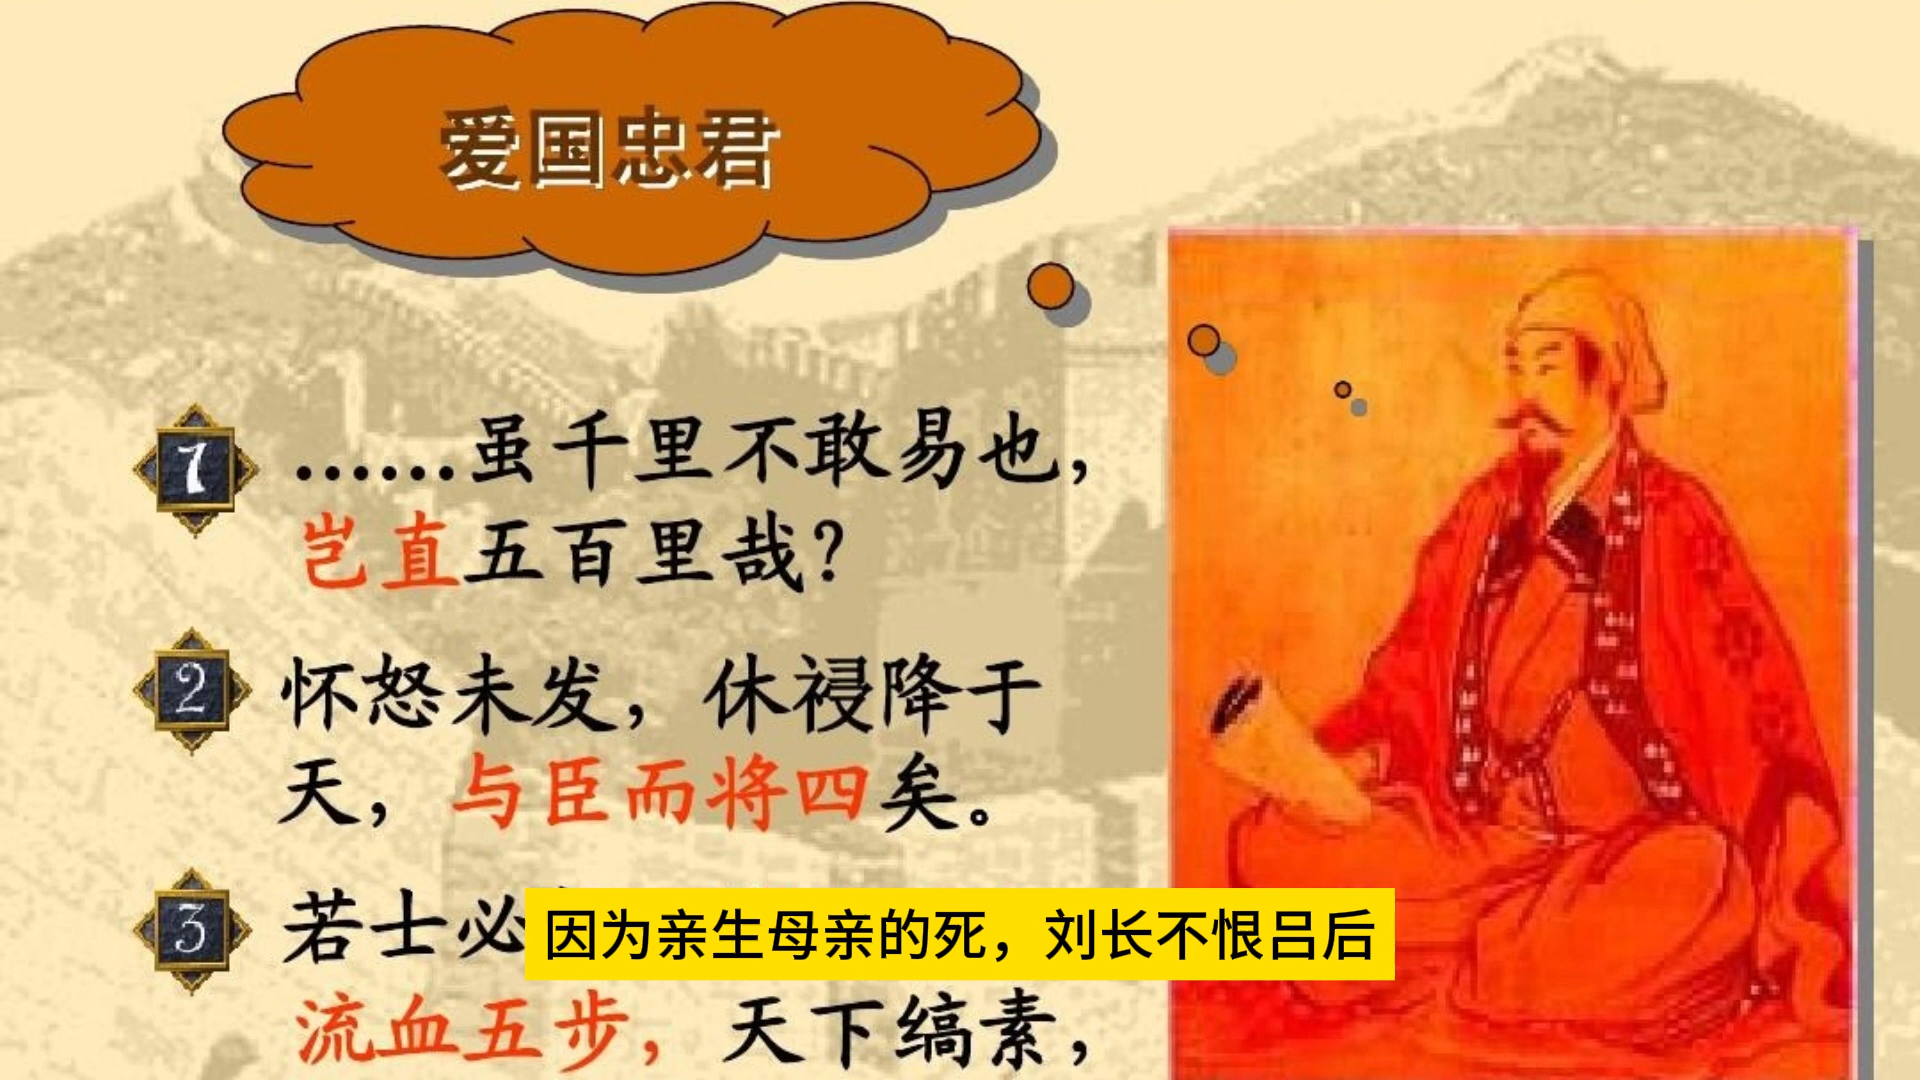 爱国忠君
1 ……虽千里不敢易也，
岂直五百里哉？
2 怀怒未发，休祲降于
天，与臣而将四矣。
3 若士必
因为亲生母亲的死，刘长不恨吕后
流血五步，天下缟素，